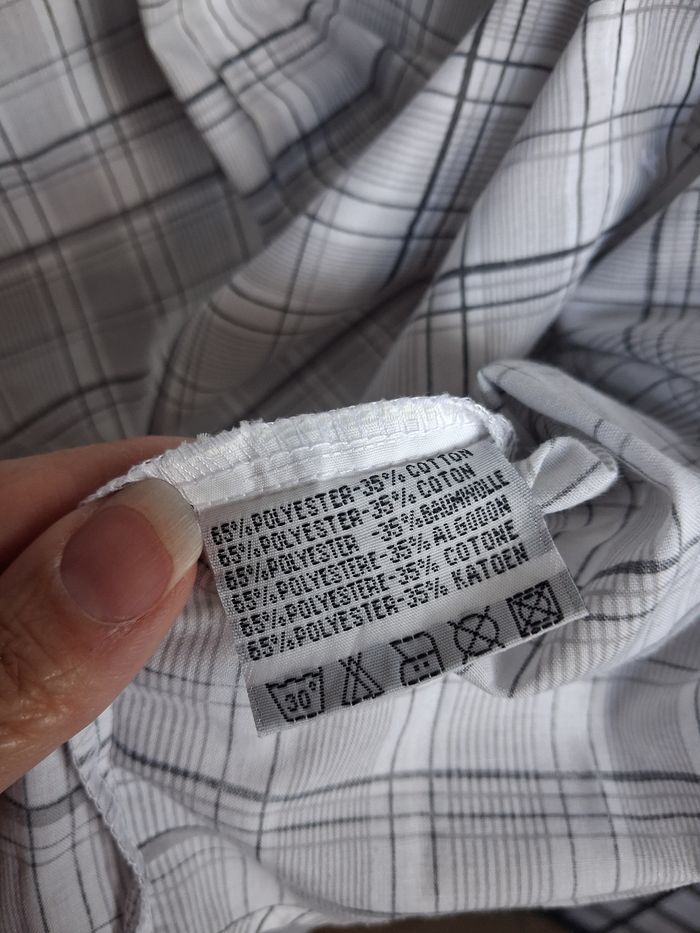 65% POLYESTER-35% COTTON
65% POLYESTER-35% COTON
65% POLYESTER -35% BAUMWOLLE
65% POLYESTERE-35% ALGODON
65% POLYESTERE-35% COTONE
65% POLYESTER-35% KATOEN
30°